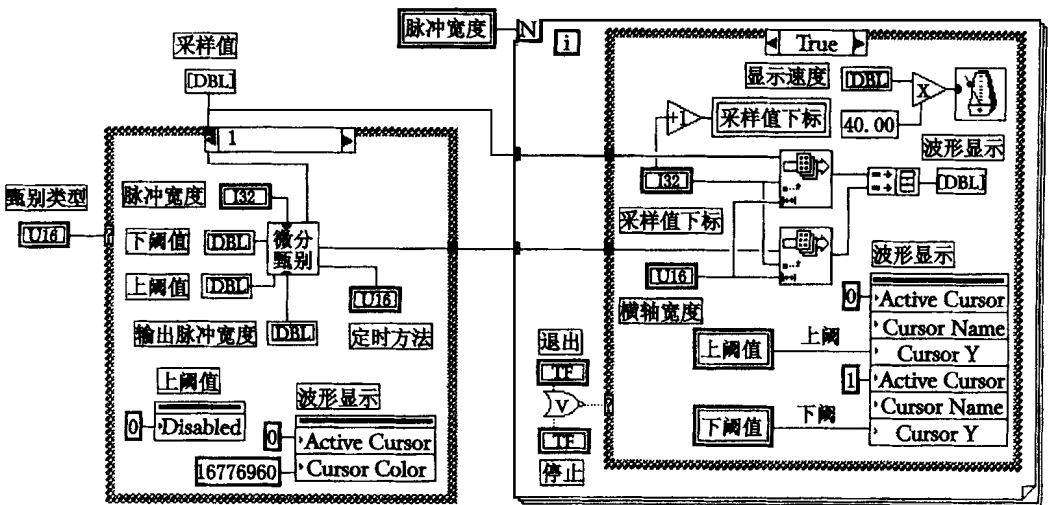 采样值
[DBL]
1
甄别类型
U16
脉冲宽度
I32
下阈值
DBL
上阈值
DBL
输出脉冲宽度
DBL
微分
甄别
U16
定时方法
上阈值
0
Disabled
波形显示
0
Active Cursor
16776960
Cursor Color
脉冲宽度
N
i
True
显示速度
DBL
X
40.00
+1
采样值下标
I32
采样值下标
波形显示
[DBL]
U16
横轴宽度
波形显示
0
Active Cursor
Cursor Name
上阈值
上阈
Cursor Y
1
Active Cursor
Cursor Name
下阈值
下阈
Cursor Y
退出
TF
V
TF
停止